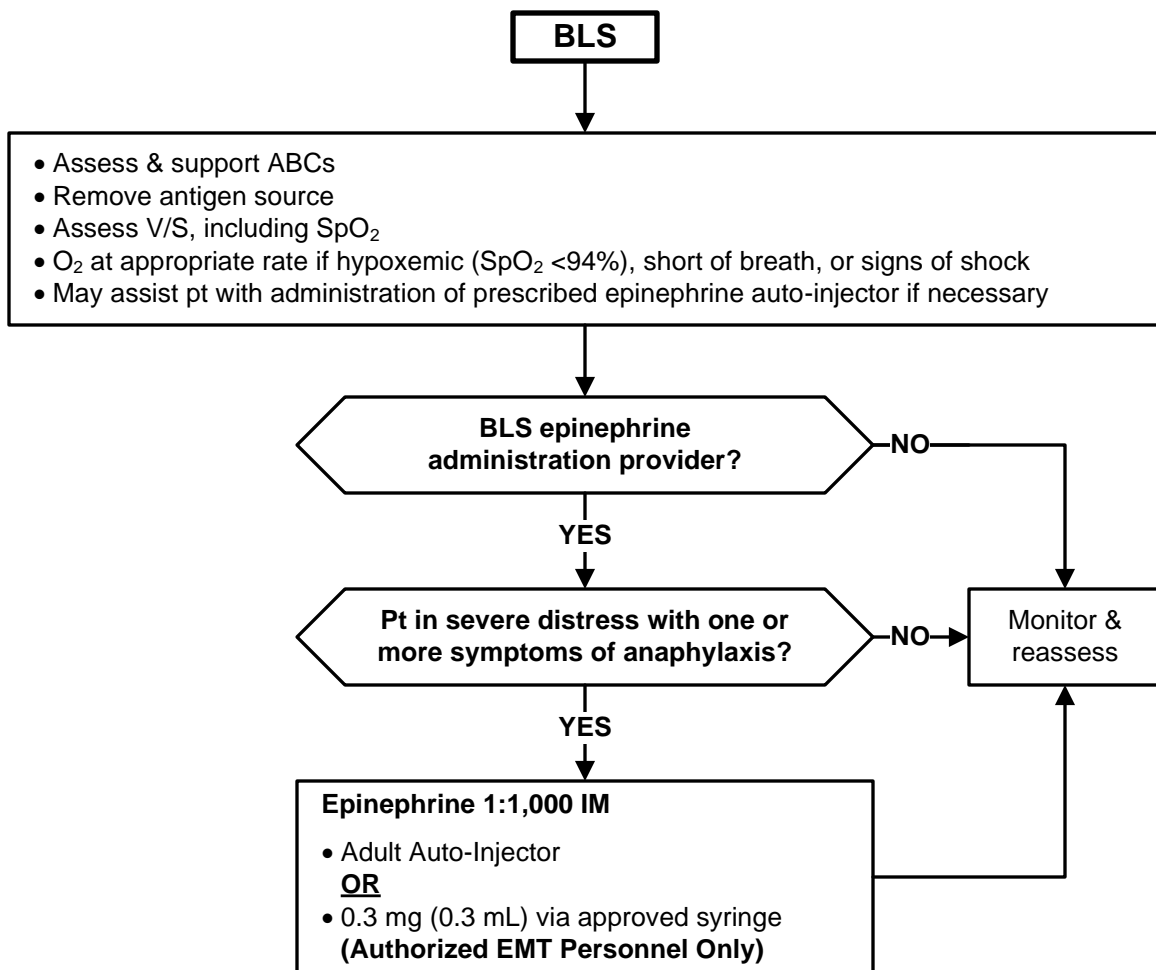 BLS
• Assess & support ABCs
• Remove antigen source
• Assess V/S, including SpO₂
• O₂ at appropriate rate if hypoxemic (SpO₂ <94%), short of breath, or signs of shock
• May assist pt with administration of prescribed epinephrine auto-injector if necessary
BLS epinephrine
administration provider?
NO
YES
Pt in severe distress with one or
more symptoms of anaphylaxis?
NO
Monitor &
reassess
YES
Epinephrine 1:1,000 IM
• Adult Auto-Injector
OR
• 0.3 mg (0.3 mL) via approved syringe
(Authorized EMT Personnel Only)